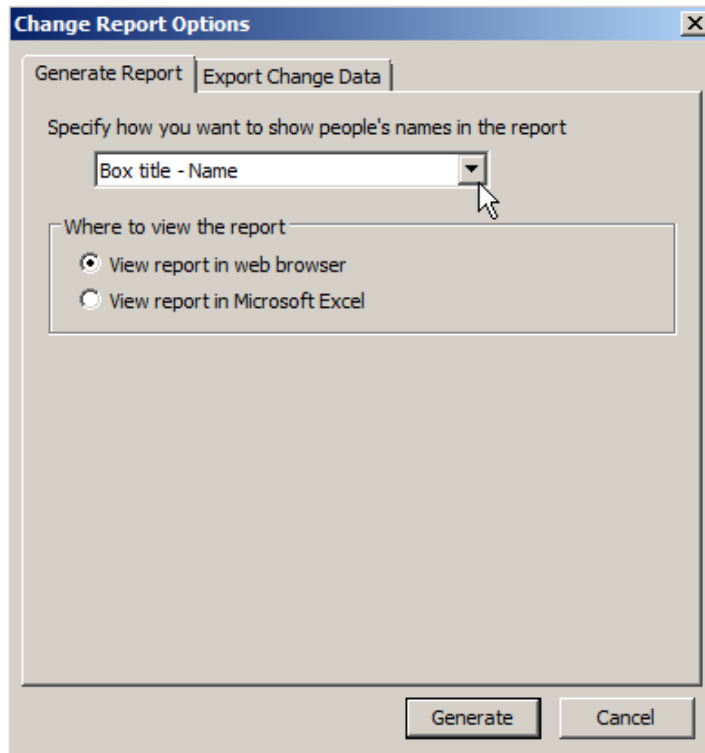 Change Report Options
Generate Report
Export Change Data
Specify how you want to show people's names in the report
Box title - Name
Where to view the report
View report in web browser
View report in Microsoft Excel
Generate
Cancel